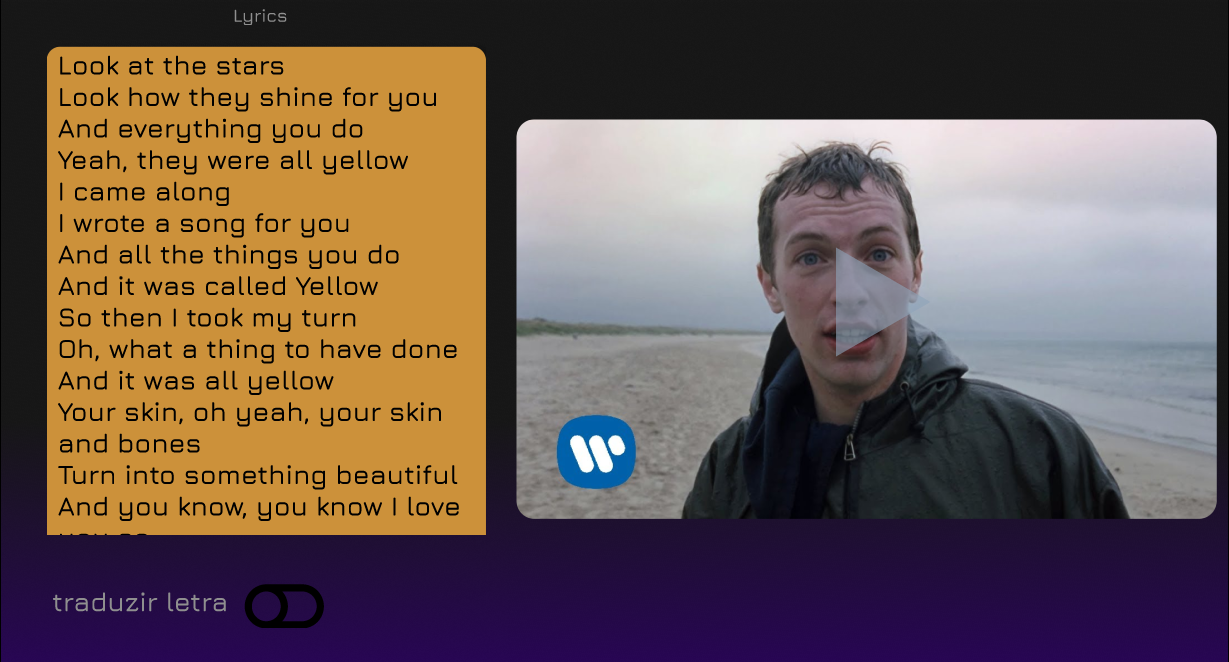 Lyrics
Look at the stars
Look how they shine for you
And everything you do
Yeah, they were all yellow
I came along
I wrote a song for you
And all the things you do
And it was called Yellow
So then I took my turn
Oh, what a thing to have done
And it was all yellow
Your skin, oh yeah, your skin
and bones
Turn into something beautiful
And you know, you know I love
traduzir letra